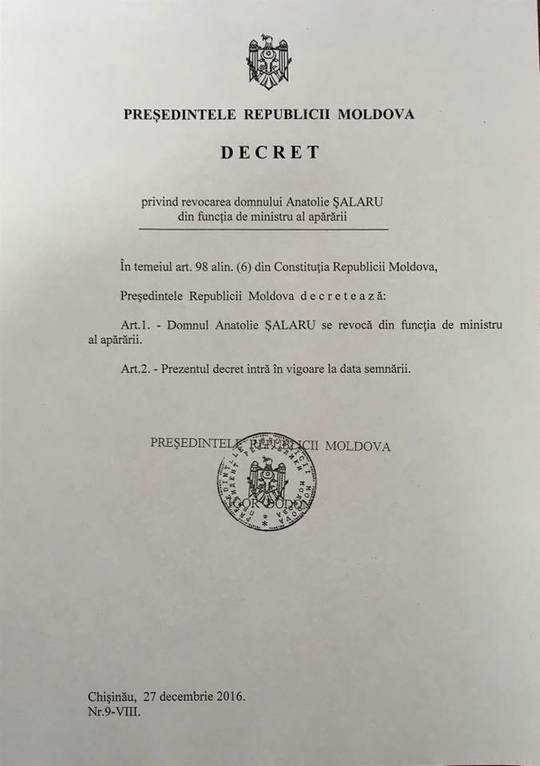 PREŞEDINTELE REPUBLICII MOLDOVA
DECRET
privind revocarea domnului Anatolie ŞALARU
din funcţia de ministru al apărării
În temeiul art. 98 alin. (6) din Constituţia Republicii Moldova,
Preşedintele Republicii Moldova decretează:
Art.1. - Domnul Anatolie ŞALARU se revocă din funcţia de ministru
al apărării.
Art.2. - Prezentul decret intră în vigoare la data semnării.
PREŞEDINTELE REPUBLICII MOLDOVA
Chişinău, 27 decembrie 2016.
Nr.9-VIII.